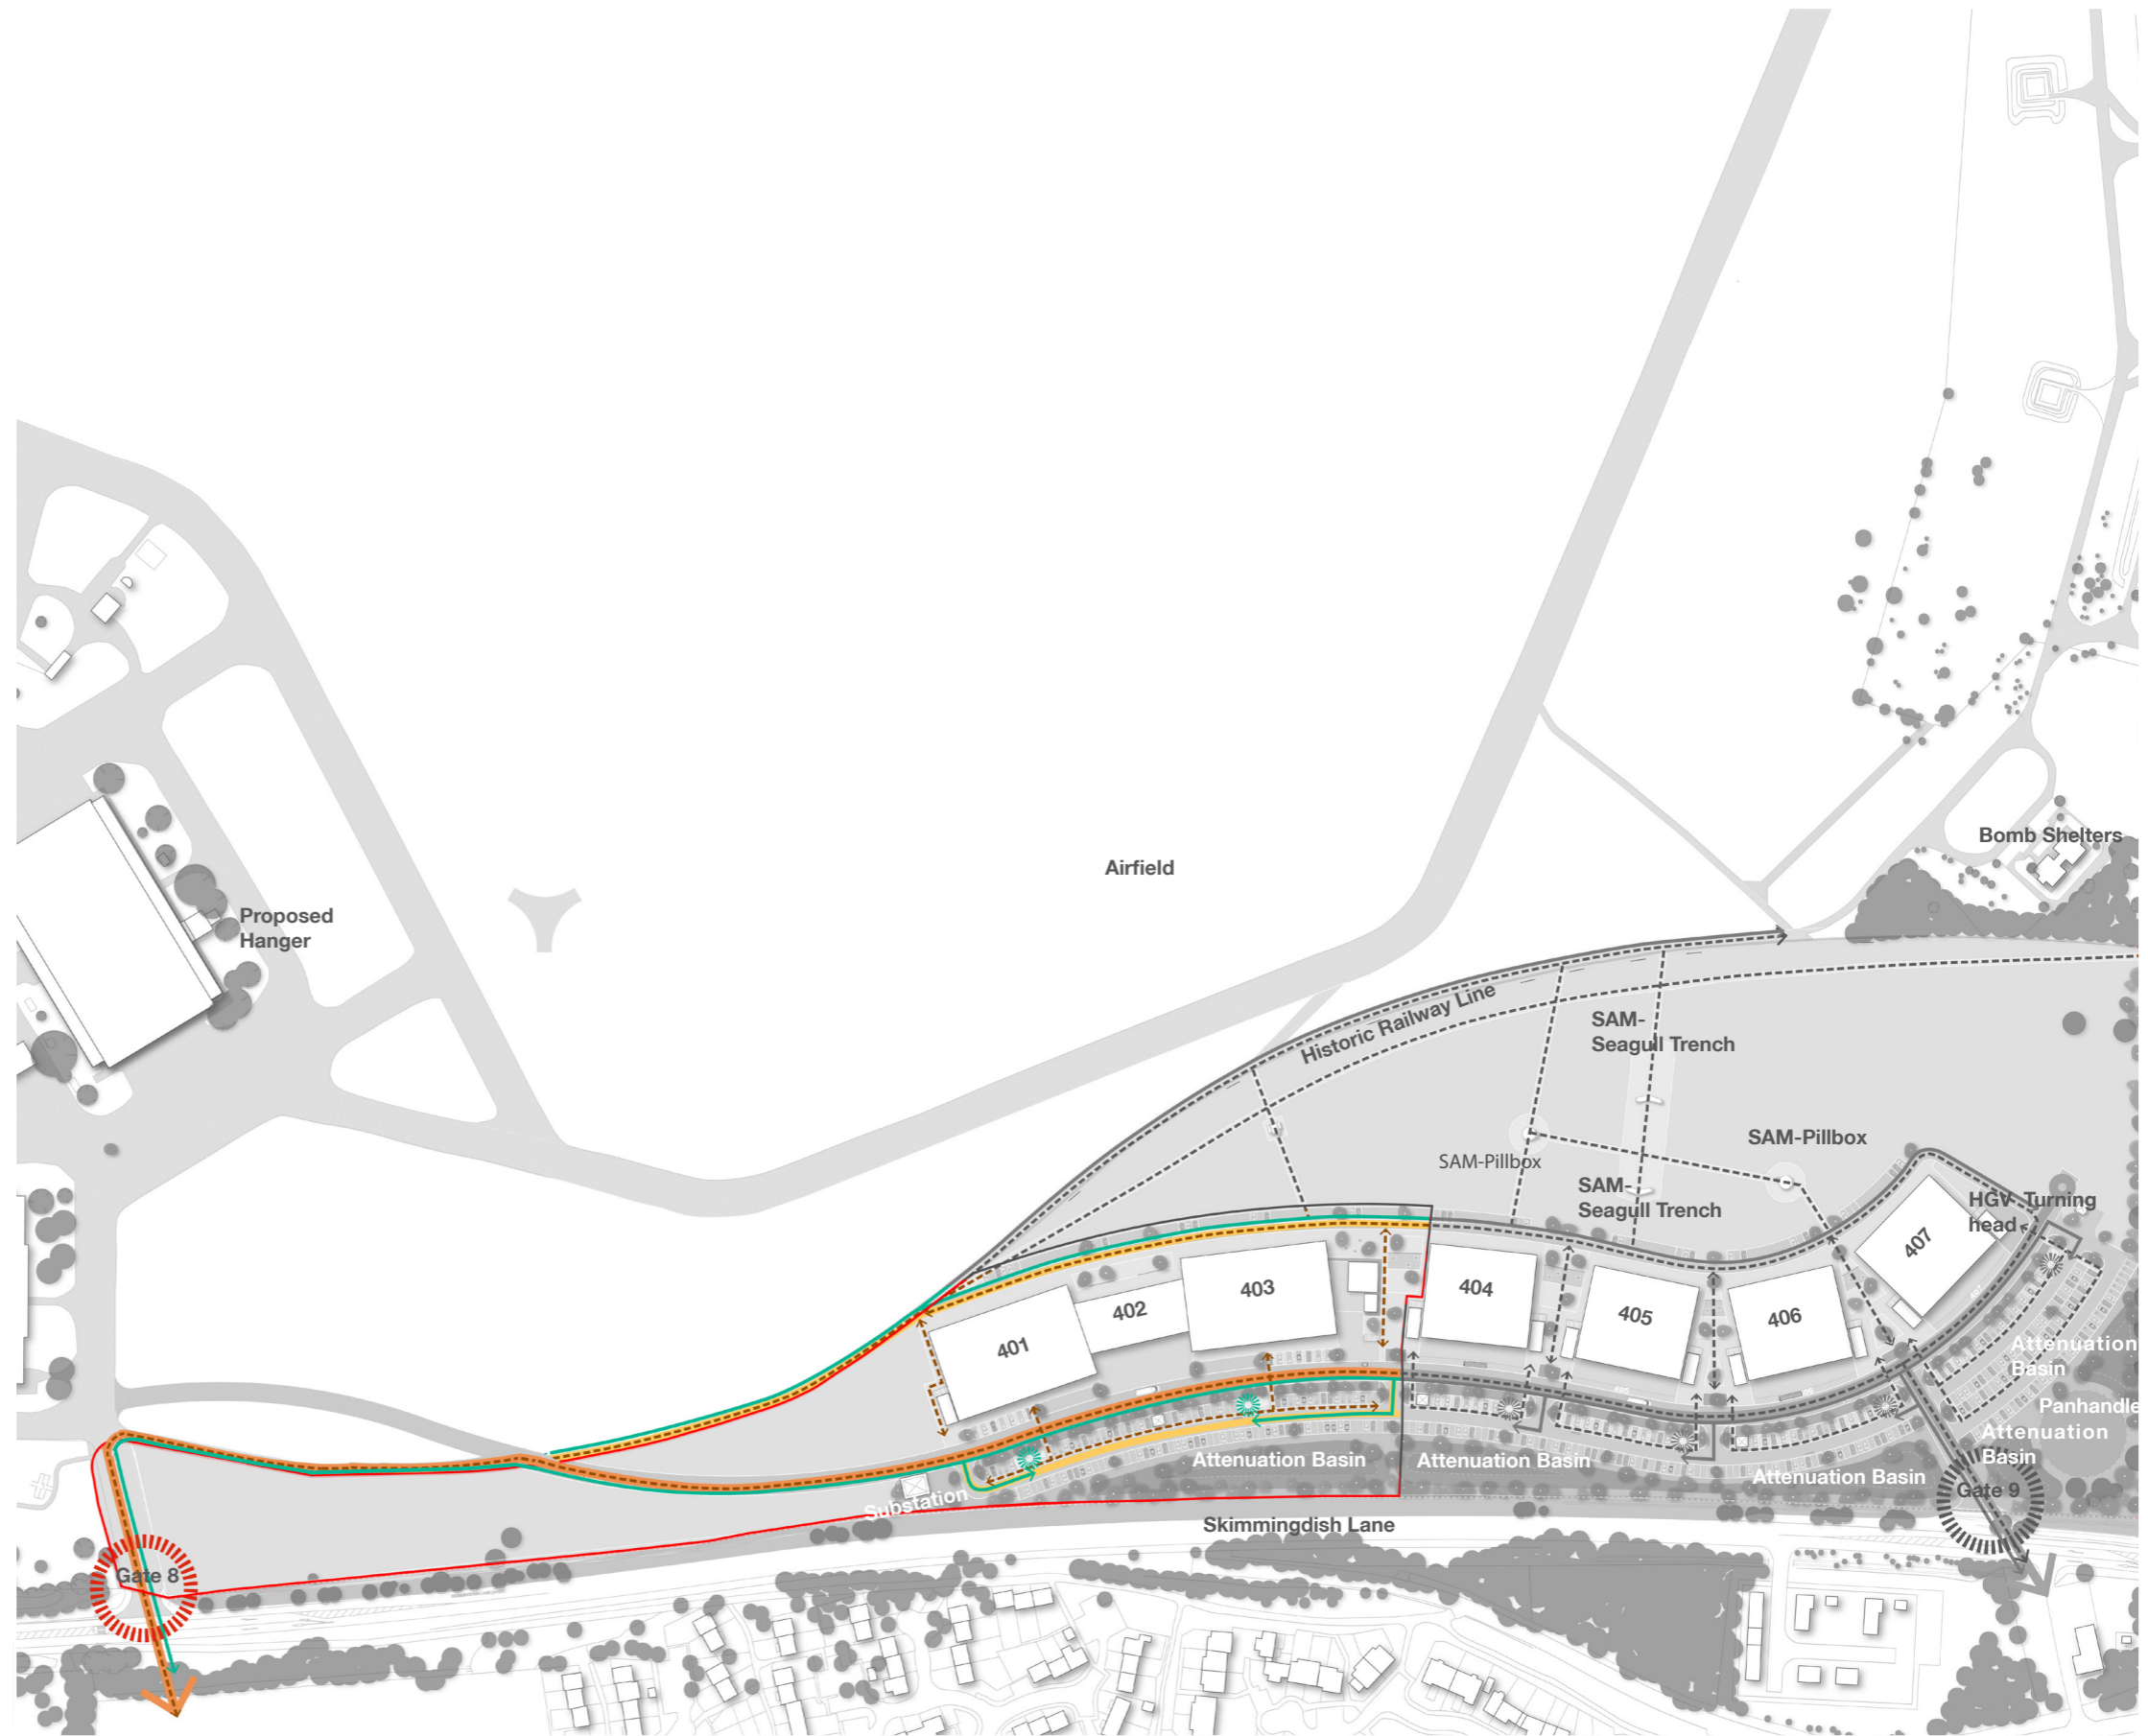 Bomb Shelters
Airfield
Proposed
Hanger
Historic Railway Line
SAM-
Seagull Trench
SAM-Pillbox
SAM-Pillbox
SAM-
Seagull Trench
HGV Turning
head
401
402
403
404
405
406
407
Attenuation
Basin
Panhandle
Attenuation
Basin
Attenuation Basin
Attenuation Basin
Attenuation Basin
Gate 9
Substation
Skimmingdish Lane
Gate 8